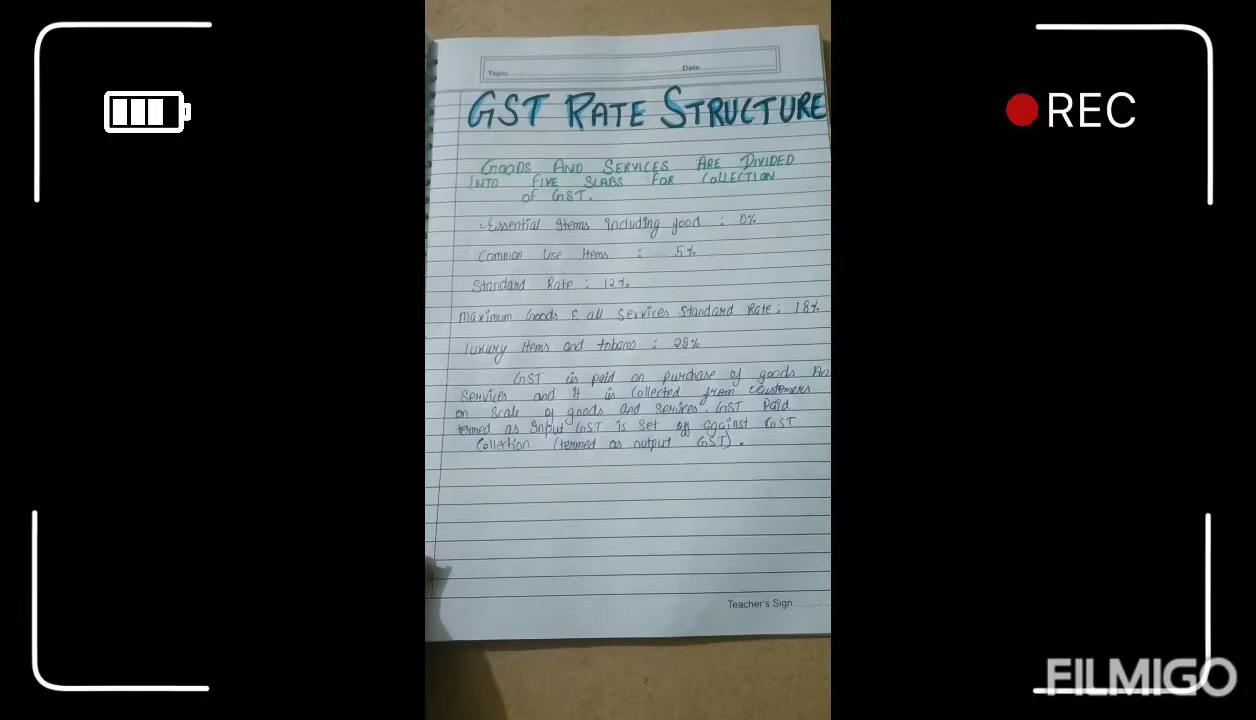 REC
Topic Date
GST RATE STRUCTURE
GOODS AND SERVICES ARE DIVIDED
INTO FIVE SLABS FOR COLLECTION
OF GST.
Essential Items including food : 0%
Common Use Items : 5%
Standard Rate : 12%
Maximum Goods & all Services Standard Rate : 18%
luxury Items and tobacco : 28%
GST is paid on purchase of goods An
Services and it is Collected from customers
on Scale of goods and Services. GST Paid
termed as Input GST is Set off against GST
Collection (termed as output GST).
Teacher's Sign
FILMIGO